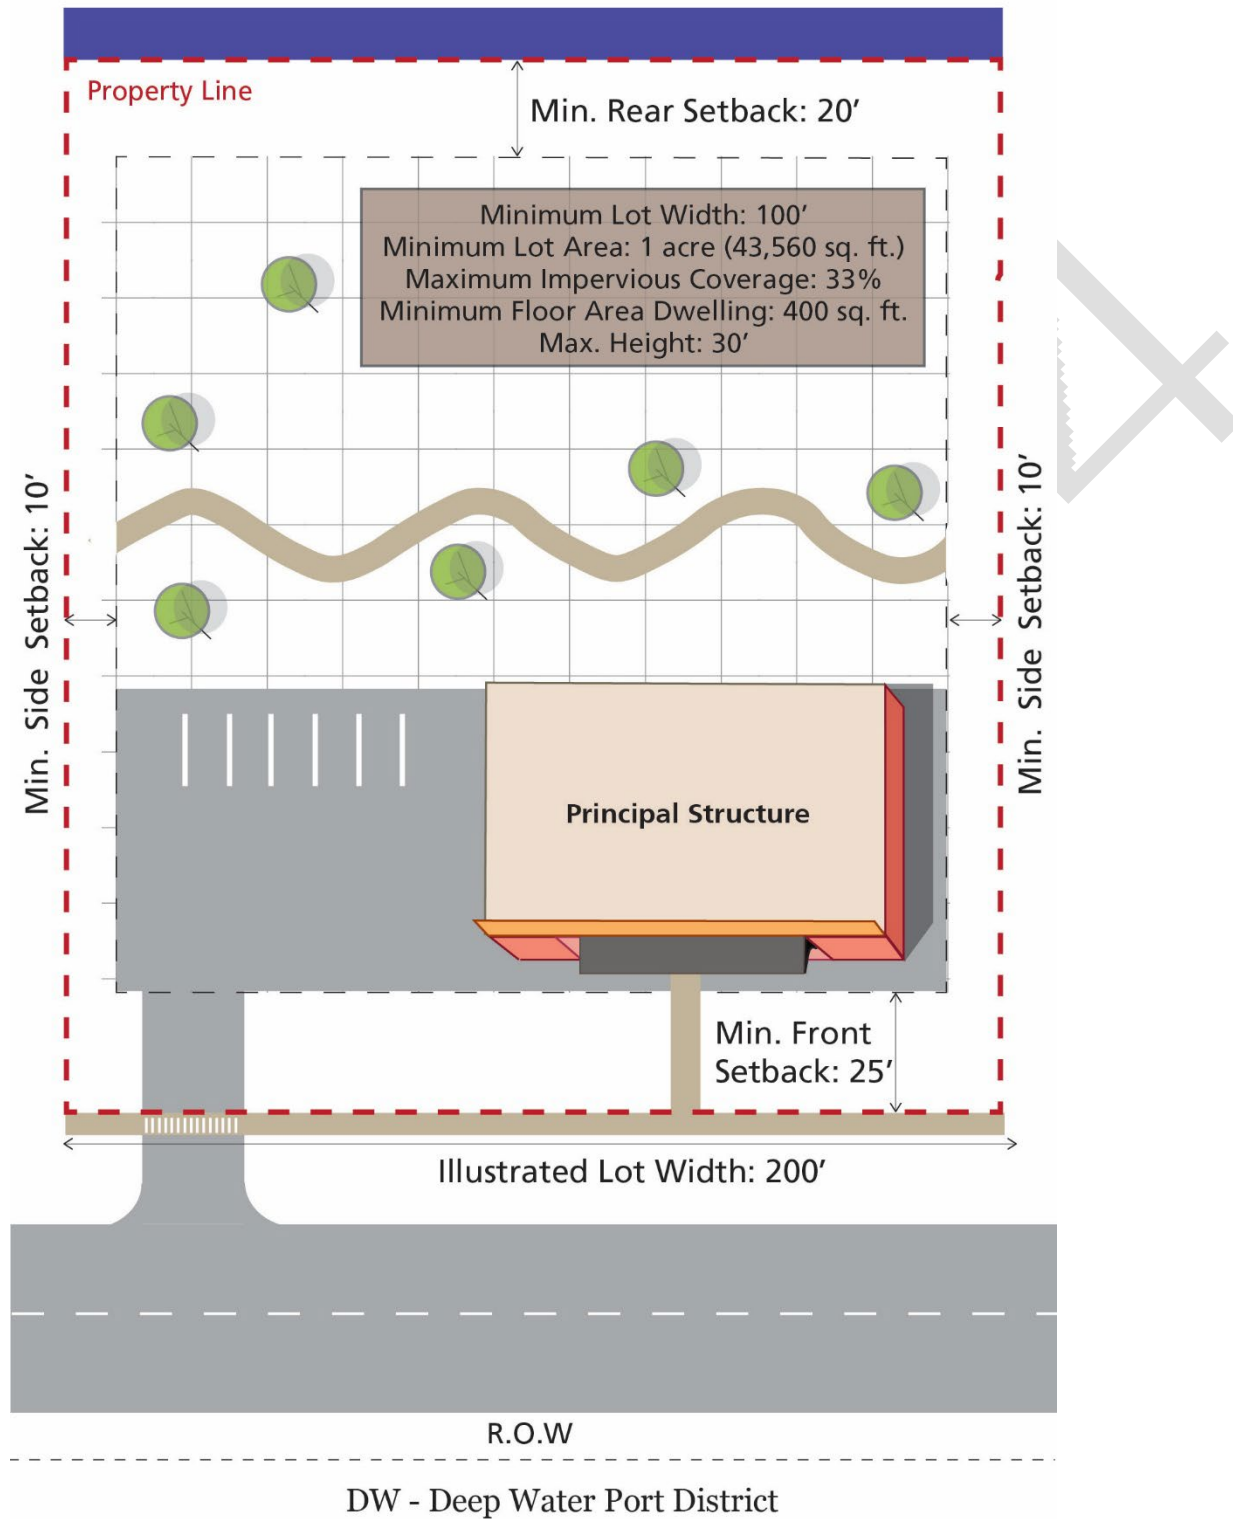 Property Line
Min. Rear Setback: 20’
Minimum Lot Width: 100’
Minimum Lot Area: 1 acre (43,560 sq. ft.)
Maximum Impervious Coverage: 33%
Minimum Floor Area Dwelling: 400 sq. ft.
Max. Height: 30’
Min. Side Setback: 10’
Min. Side Setback: 10’
Principal Structure
Min. Front
Setback: 25’
Illustrated Lot Width: 200’
R.O.W
DW - Deep Water Port District